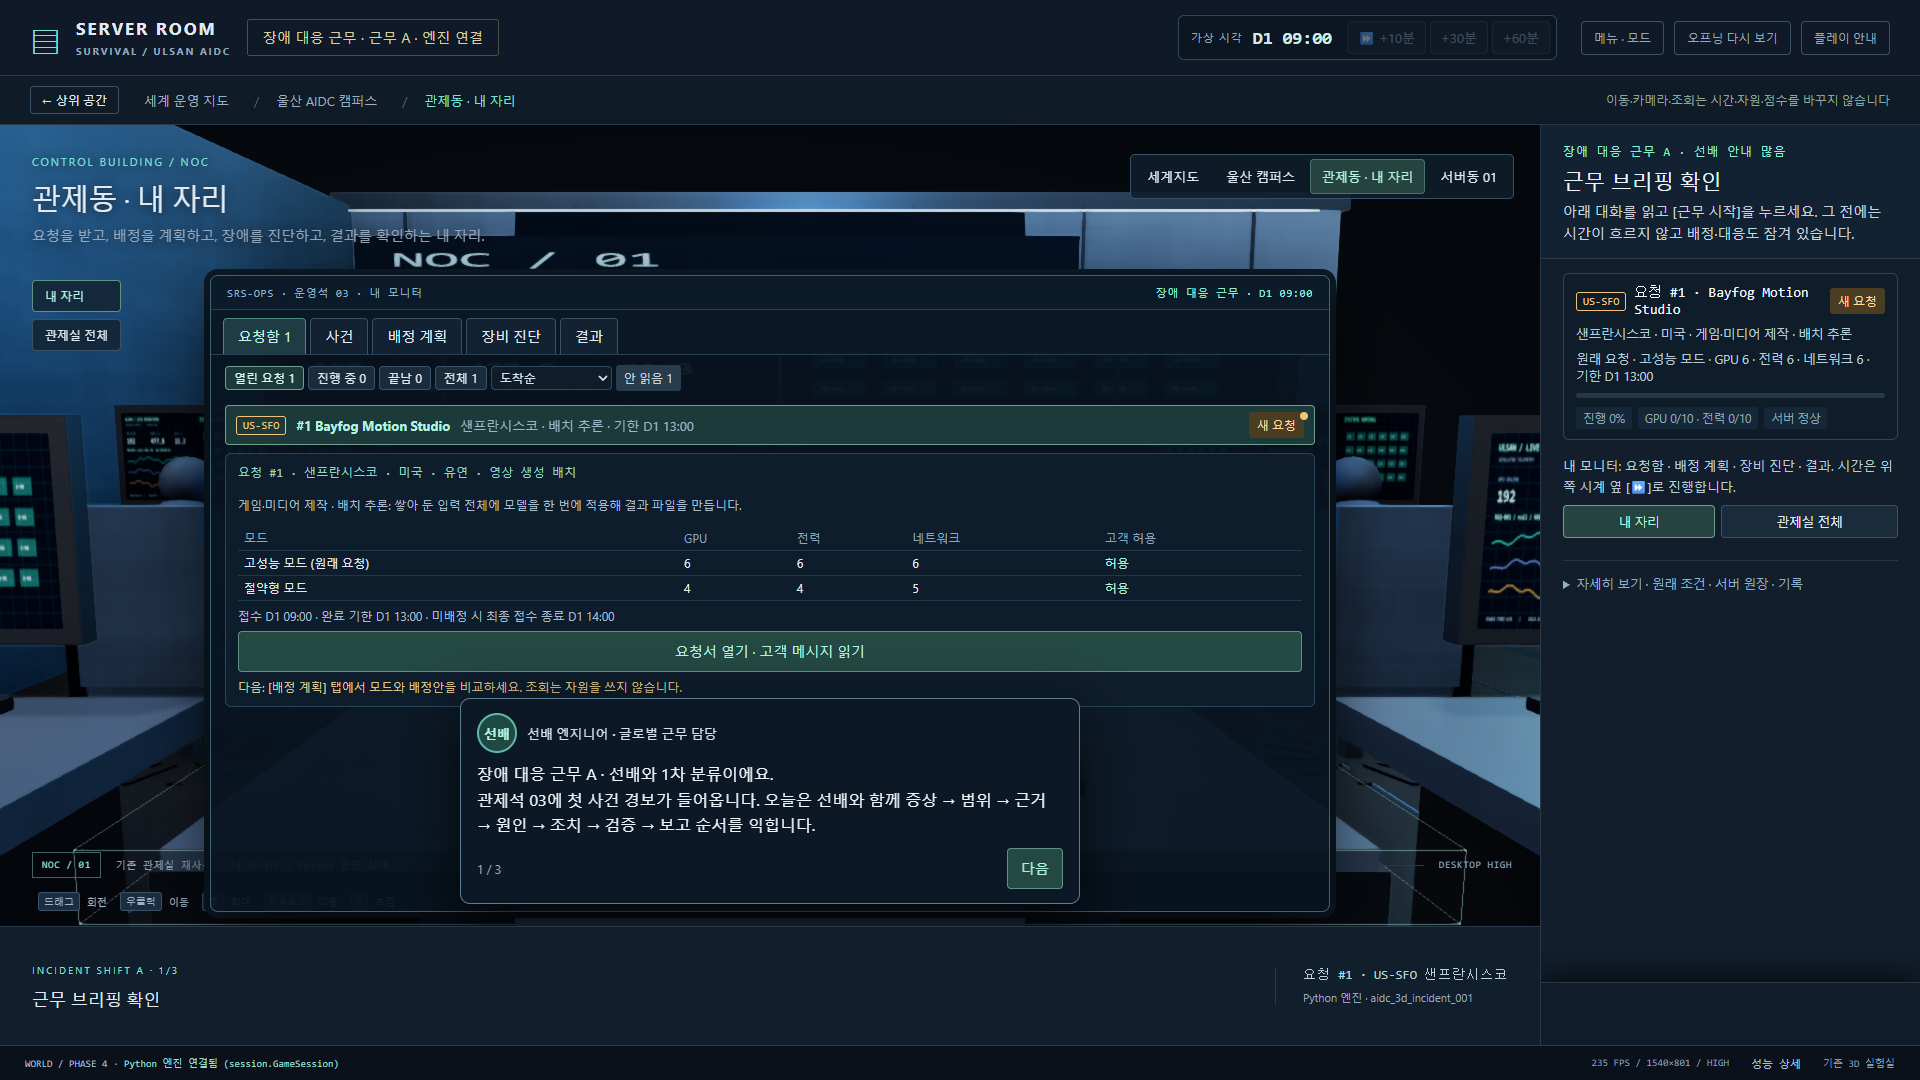 SERVER ROOM
SURVIVAL / ULSAN AIDC
장애 대응 근무 · 근무 A · 엔진 연결
가상 시각 D1 09:00 +10분 +30분 +60분
메뉴 · 모드 오프닝 다시 보기 플레이 안내
← 상위 공간 세계 운영 지도 / 울산 AIDC 캠퍼스 / 관제동 · 내 자리
이동·카메라·조회는 시간·자원·점수를 바꾸지 않습니다
CONTROL BUILDING / NOC
관제동 · 내 자리
요청을 받고, 배정을 계획하고, 장애를 진단하고, 결과를 확인하는 내 자리.
세계지도 울산 캠퍼스 관제동 · 내 자리 서버동 01
내 자리
관제실 전체
NOC / 01
SRS-OPS · 운영석 03 · 내 모니터
장애 대응 근무 · D1 09:00
요청함 1 사건 배정 계획 장비 진단 결과
열린 요청 1 진행 중 0 끝남 0 전체 1 도착순 안 읽음 1
US-SFO #1 Bayfog Motion Studio 샌프란시스코 · 배치 추론 · 기한 D1 13:00 새 요청
요청 #1 · 샌프란시스코 · 미국 · 유연 · 영상 생성 배치
게임·미디어 제작 · 배치 추론: 쌓아 둔 입력 전체에 모델을 한 번에 적용해 결과 파일을 만듭니다.
모드 GPU 전력 네트워크 고객 허용
고성능 모드 (원래 요청) 6 6 6 허용
절약형 모드 4 4 5 허용
접수 D1 09:00 · 완료 기한 D1 13:00 · 미배정 시 최종 접수 종료 D1 14:00
요청서 열기 · 고객 메시지 읽기
다음: [배정 계획] 탭에서 모드와 배정안을 비교하세요. 조회는 자원을 쓰지 않습니다.
선배 선배 엔지니어 · 글로벌 근무 담당
장애 대응 근무 A · 선배와 1차 분류이에요.
관제석 03에 첫 사건 경보가 들어옵니다. 오늘은 선배와 함께 증상 → 범위 → 근거
→ 원인 → 조치 → 검증 → 보고 순서를 익힙니다.
1 / 3
다음
NOC / 01 기존 관제실 재사
드래그 회전 우클릭 이동
DESKTOP HIGH
ULSAN / LIVE
192
장애 대응 근무 A · 선배 안내 많음
근무 브리핑 확인
아래 대화를 읽고 [근무 시작]을 누르세요. 그 전에는
시간이 흐르지 않고 배정·대응도 잠겨 있습니다.
US-SFO 요청 #1 · Bayfog Motion
Studio
새 요청
샌프란시스코 · 미국 · 게임·미디어 제작 · 배치 추론
원래 요청 · 고성능 모드 · GPU 6 · 전력 6 · 네트워크 6 ·
기한 D1 13:00
진행 0% GPU 0/10 · 전력 0/10 서버 정상
내 모니터: 요청함 · 배정 계획 · 장비 진단 · 결과. 시간은 위
쪽 시계 옆 [⏩]로 진행합니다.
내 자리 관제실 전체
▶ 자세히 보기 · 원래 조건 · 서버 원장 · 기록
INCIDENT SHIFT A · 1/3
근무 브리핑 확인
요청 #1 · US-SFO 샌프란시스코
Python 엔진 · aidc_3d_incident_001
WORLD / PHASE 4 · Python 엔진 연결됨 (session.GameSession)
235 FPS / 1540×801 / HIGH 성능 상세 기존 3D 실험실